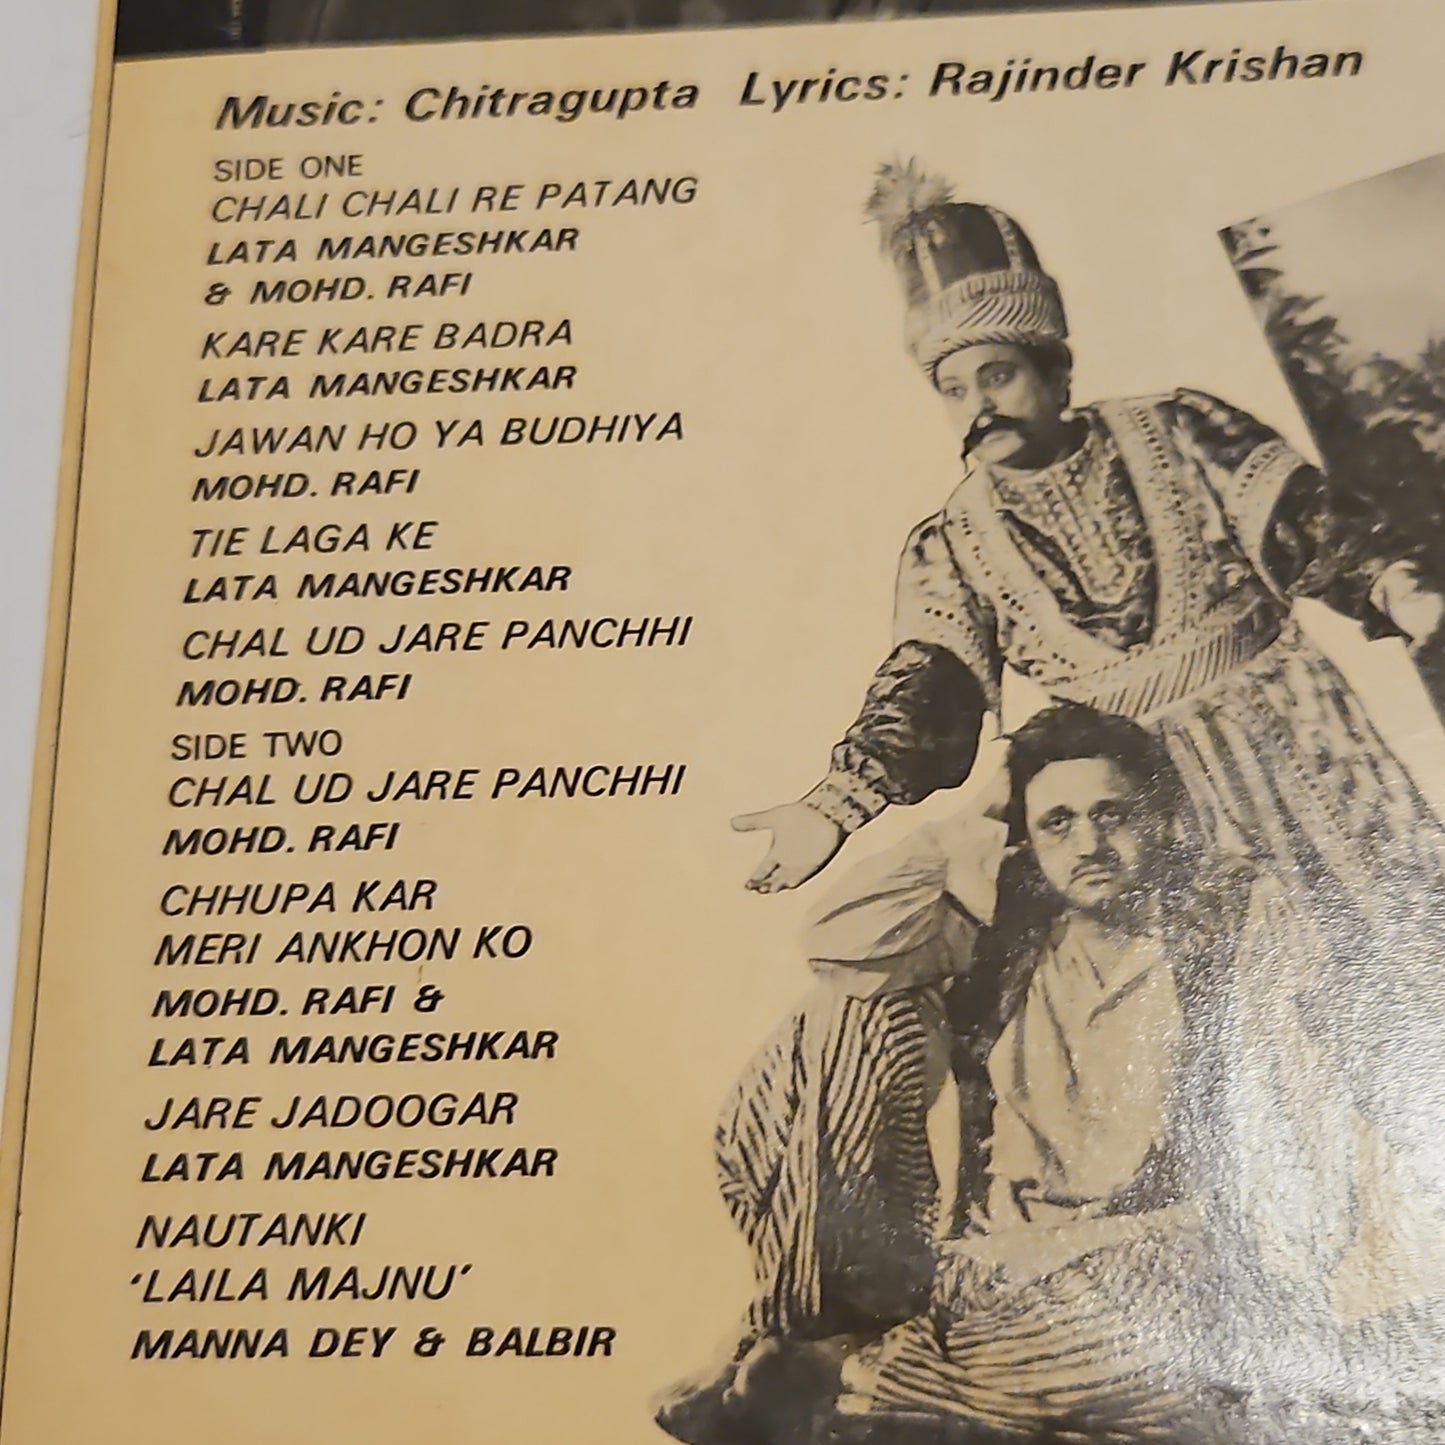 Music: Chitragupta Lyrics: Rajinder Krishan
SIDE ONE
CHALI CHALI RE PATANG
LATA MANGESHKAR
& MOHD. RAFI
KARE KARE BADRA
LATA MANGESHKAR
JAWAN HO YA BUDHIYA
MOHD. RAFI
TIE LAGA KE
LATA MANGESHKAR
CHAL UD JARE PANCHHI
MOHD. RAFI
SIDE TWO
CHAL UD JARE PANCHHI
MOHD. RAFI
CHHUPA KAR
MERI ANKHON KO
MOHD. RAFI &
LATA MANGESHKAR
JARE JADOOGAR
LATA MANGESHKAR
NAUTANKI
‘LAILA MAJNU’
MANNA DEY & BALBIR